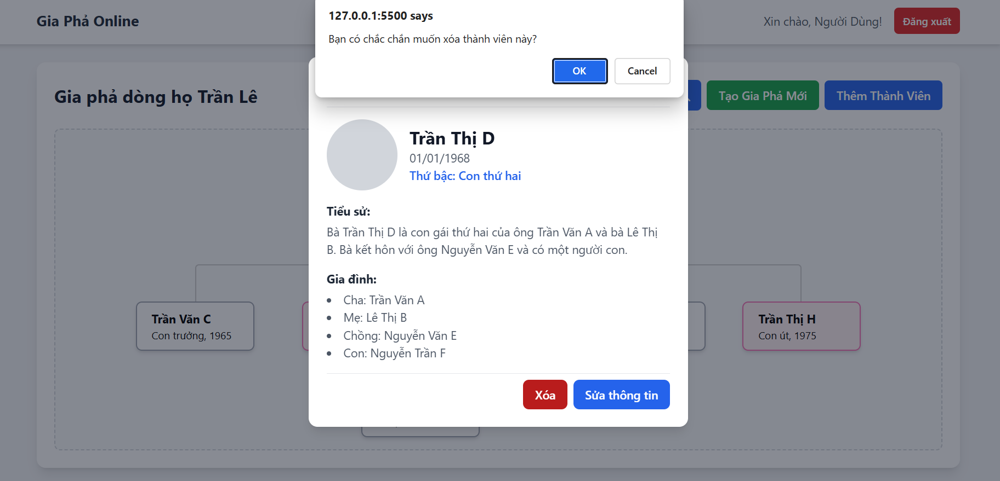 127.0.0.1:5500 says
Bạn có chắc chắn muốn xóa thành viên này?
OK
Cancel
Gia Phả Online
Xin chào, Người Dùng!
Đăng xuất
Gia phả dòng họ Trần Lê
Tạo Gia Phả Mới
Thêm Thành Viên
Trần Thị D
01/01/1968
Thứ bậc: Con thứ hai
Tiểu sử:
Bà Trần Thị D là con gái thứ hai của ông Trần Văn A và bà Lê Thị
B. Bà kết hôn với ông Nguyễn Văn E và có một người con.
Gia đình:
Cha: Trần Văn A
Mẹ: Lê Thị B
Chồng: Nguyễn Văn E
Con: Nguyễn Trần F
Xóa
Sửa thông tin
Trần Văn C
Con trưởng, 1965
Trần Thị H
Con út, 1975